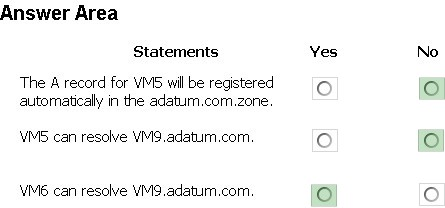 Answer Area
Statements Yes No
The A record for VM5 will be registered
automatically in the adatum.com.zone.
VM5 can resolve VM9.adatum.com.
VM6 can resolve VM9.adatum.com.